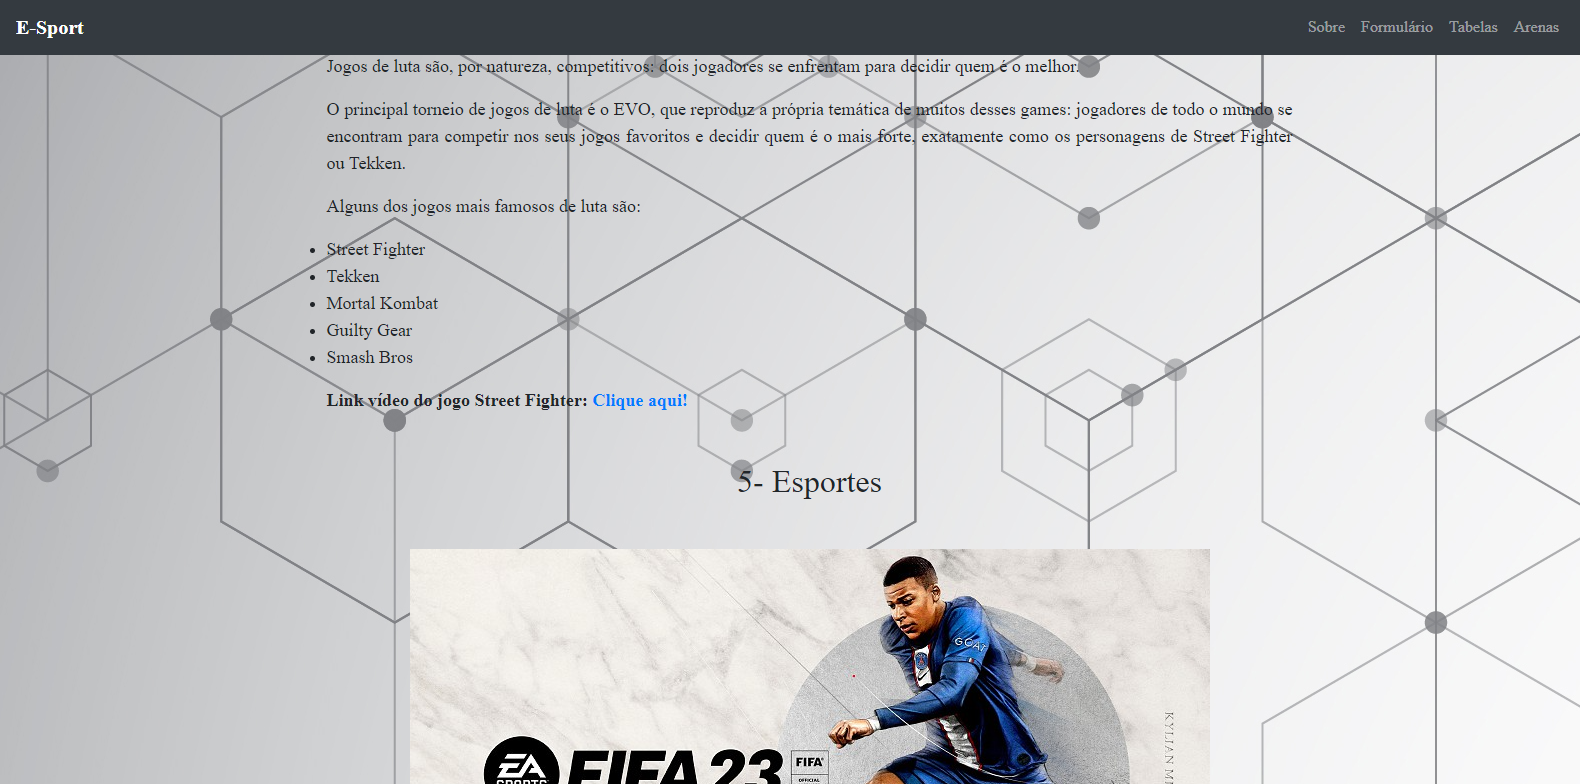 E-Sport
Sobre Formulário Tabelas Arenas
Jogos de luta são, por natureza, competitivos: dois jogadores se enfrentam para decidir quem é o melhor.
O principal torneio de jogos de luta é o EVO, que reproduz a própria temática de muitos desses games: jogadores de todo o mundo se
encontram para competir nos seus jogos favoritos e decidir quem é o mais forte, exatamente como os personagens de Street Fighter
ou Tekken.
Alguns dos jogos mais famosos de luta são:
• Street Fighter
• Tekken
• Mortal Kombat
• Guilty Gear
• Smash Bros
Link vídeo do jogo Street Fighter: Clique aqui!
5- Esportes
GOAT
KYLIAN
EA
SPORTS
FIFA 23
FIFA
OFFICIAL